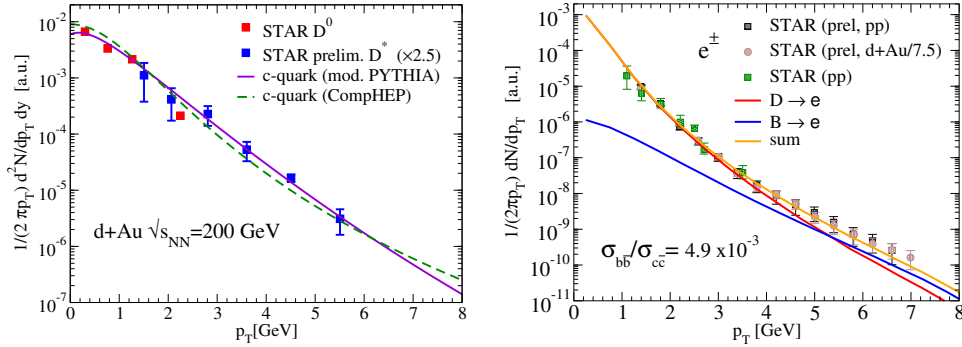 STAR D⁰
STAR prelim. D* (×2.5)
c-quark (mod. PYTHIA)
c-quark (CompHEP)
d+Au √s_NN=200 GeV
1/(2 πp_T) d²N/dp_T dy [a.u.]
10⁻²
10⁻³
10⁻⁴
10⁻⁵
10⁻⁶
10⁻⁷
0 1 2 3 4 5 6 7 8
p_T[GeV]
e±
STAR (prel, pp)
STAR (prel, d+Au/7.5)
STAR (pp)
D → e
B → e
sum
σ_bb̄/σ_cc̄= 4.9 x10⁻³
1/(2πp_T) dN/dp_T [a.u.]
10⁻³
10⁻⁴
10⁻⁵
10⁻⁶
10⁻⁷
10⁻⁸
10⁻⁹
10⁻¹⁰
10⁻¹¹
0 1 2 3 4 5 6 7 8
p_T [GeV]